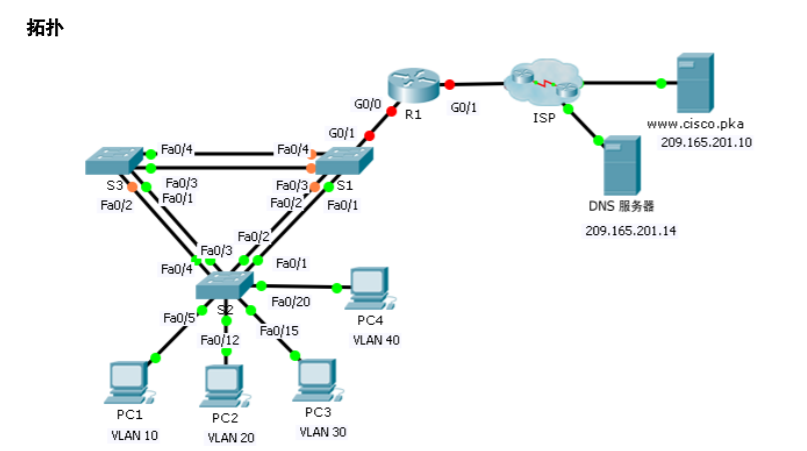 拓扑
G0/0
R1
G0/1
ISP
www.cisco.pka
209.165.201.10
G0/1
Fa0/4
Fa0/4
S3
S1
Fa0/3
Fa0/3
Fa0/1
Fa0/2
Fa0/2
Fa0/1
DNS 服务器
209.165.201.14
Fa0/2
Fa0/3
Fa0/4
Fa0/1
S2
Fa0/20
Fa0/5
Fa0/15
Fa0/12
PC4
VLAN 40
PC1
VLAN 10
PC2
VLAN 20
PC3
VLAN 30